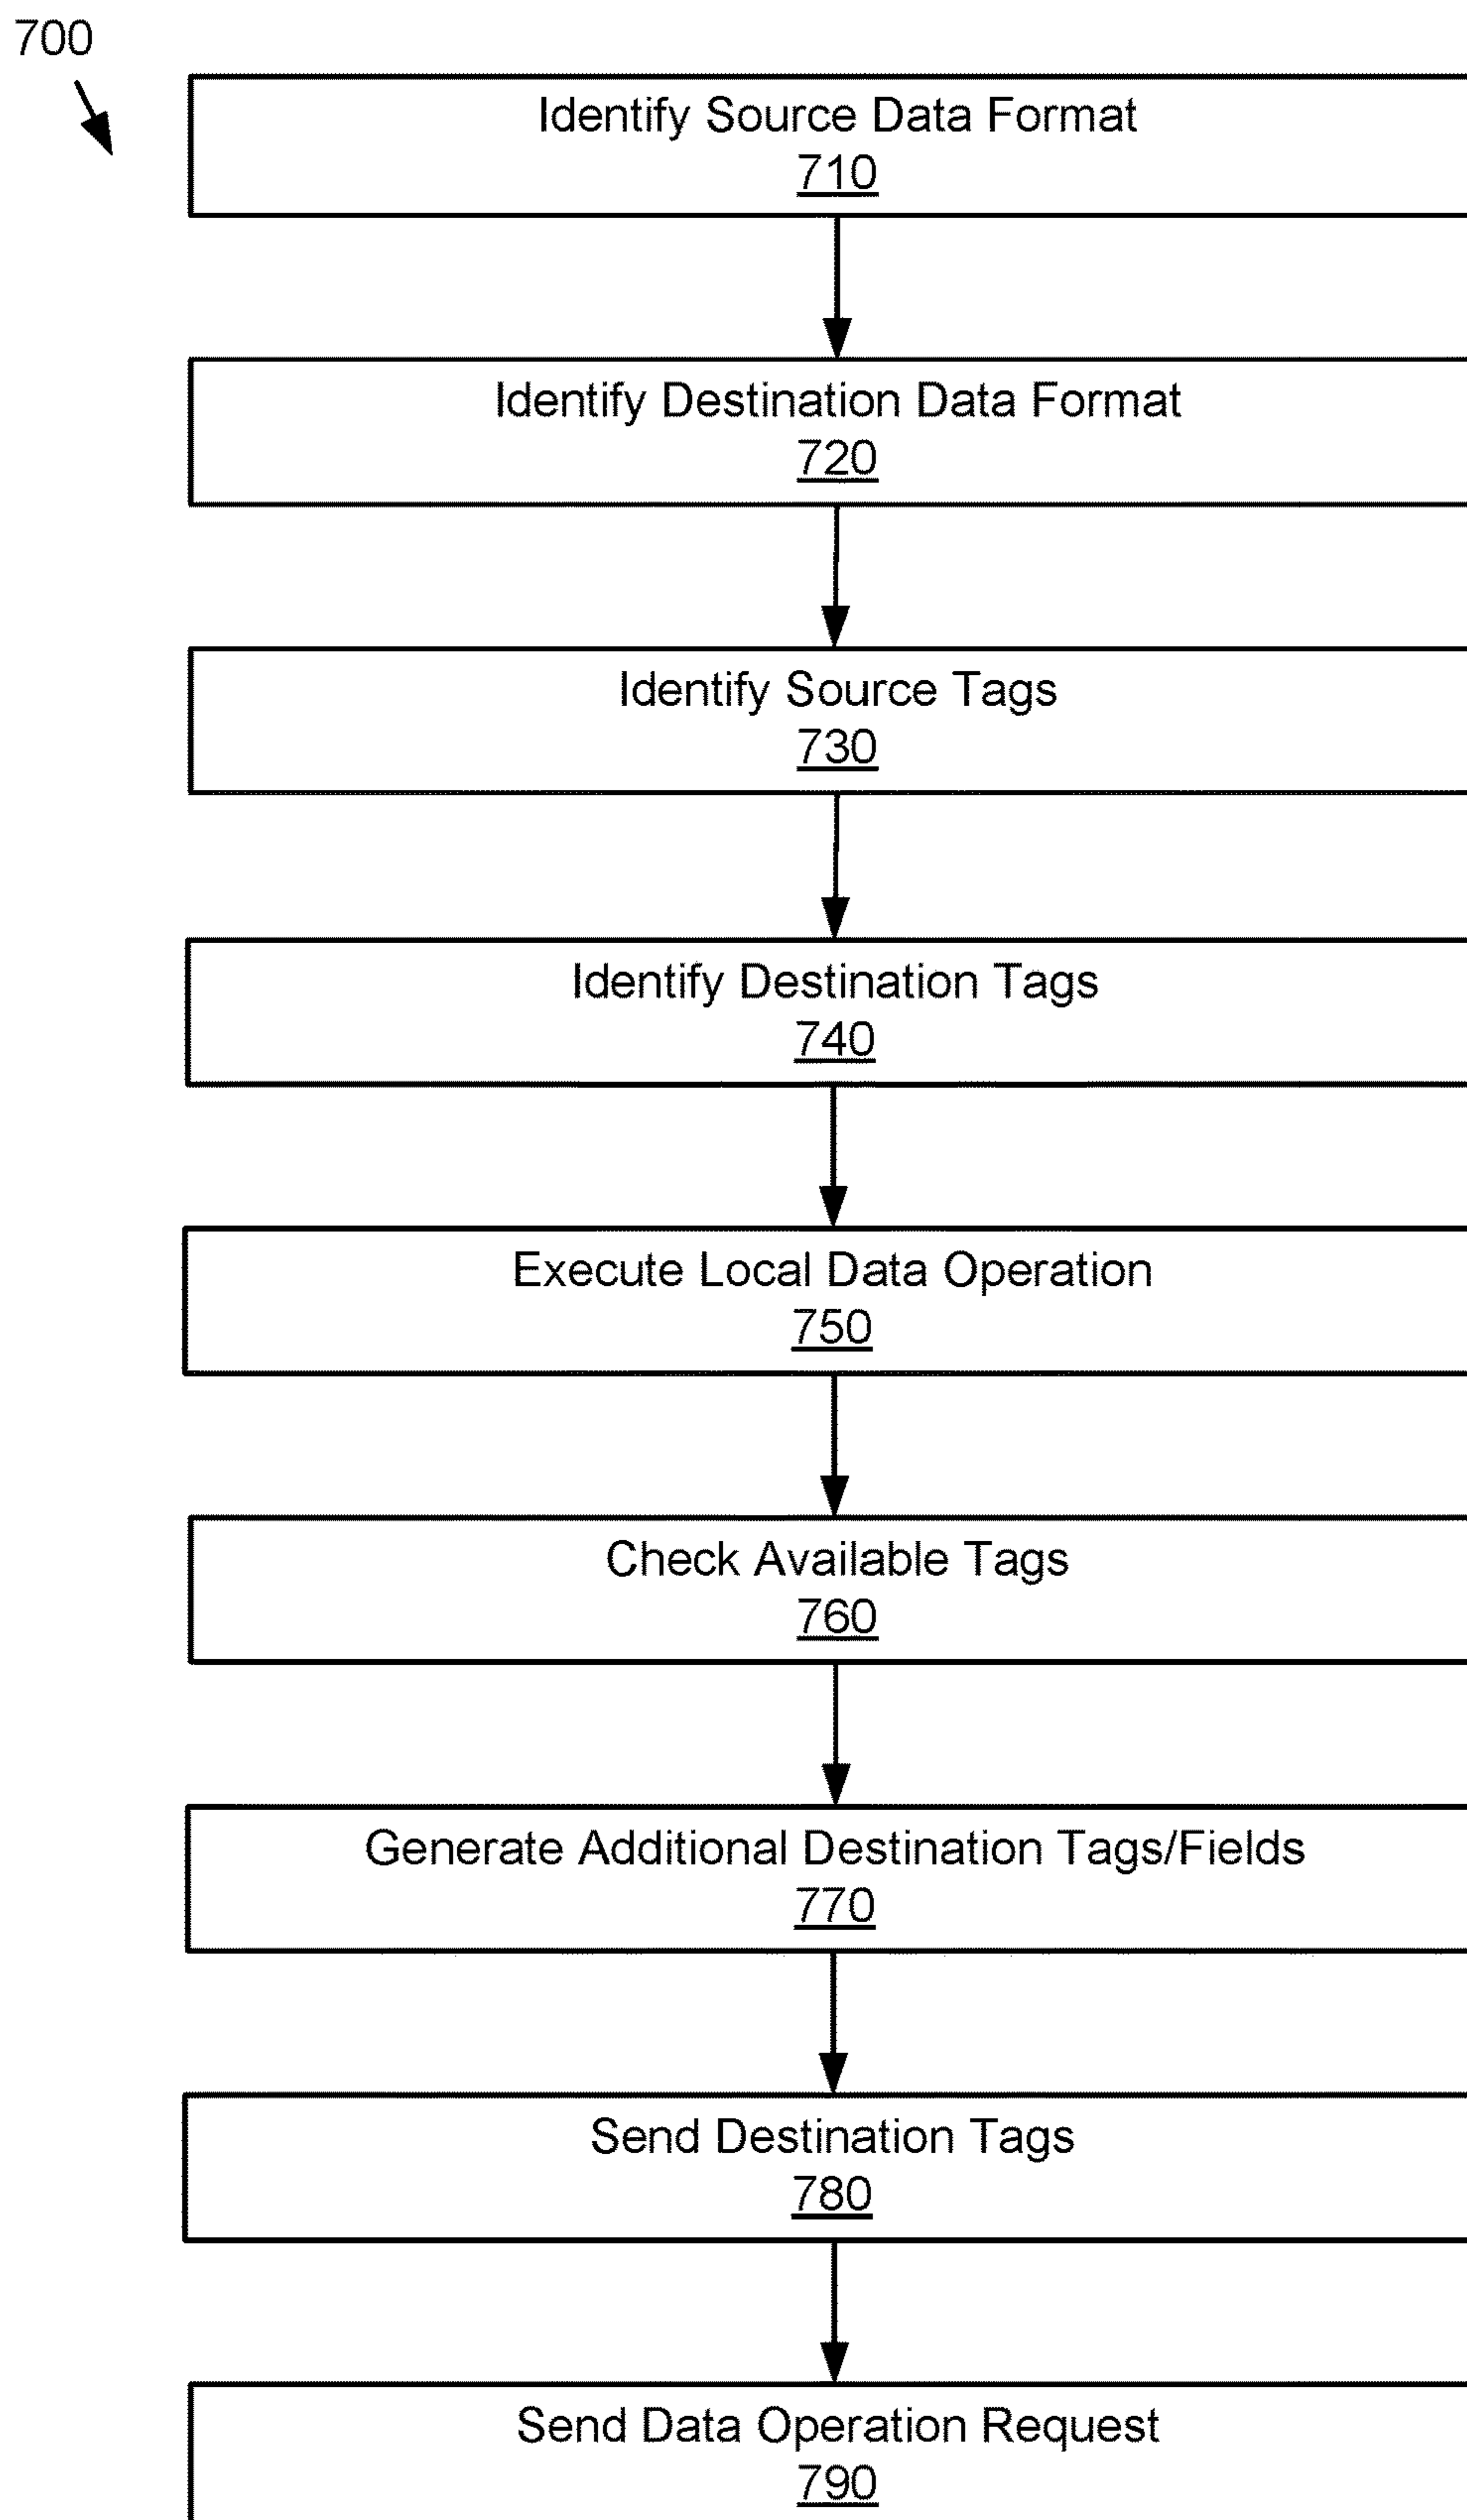 700
Identify Source Data Format
710
Identify Destination Data Format
720
Identify Source Tags
730
Identify Destination Tags
740
Execute Local Data Operation
750
Check Available Tags
760
Generate Additional Destination Tags/Fields
770
Send Destination Tags
780
Send Data Operation Request
790